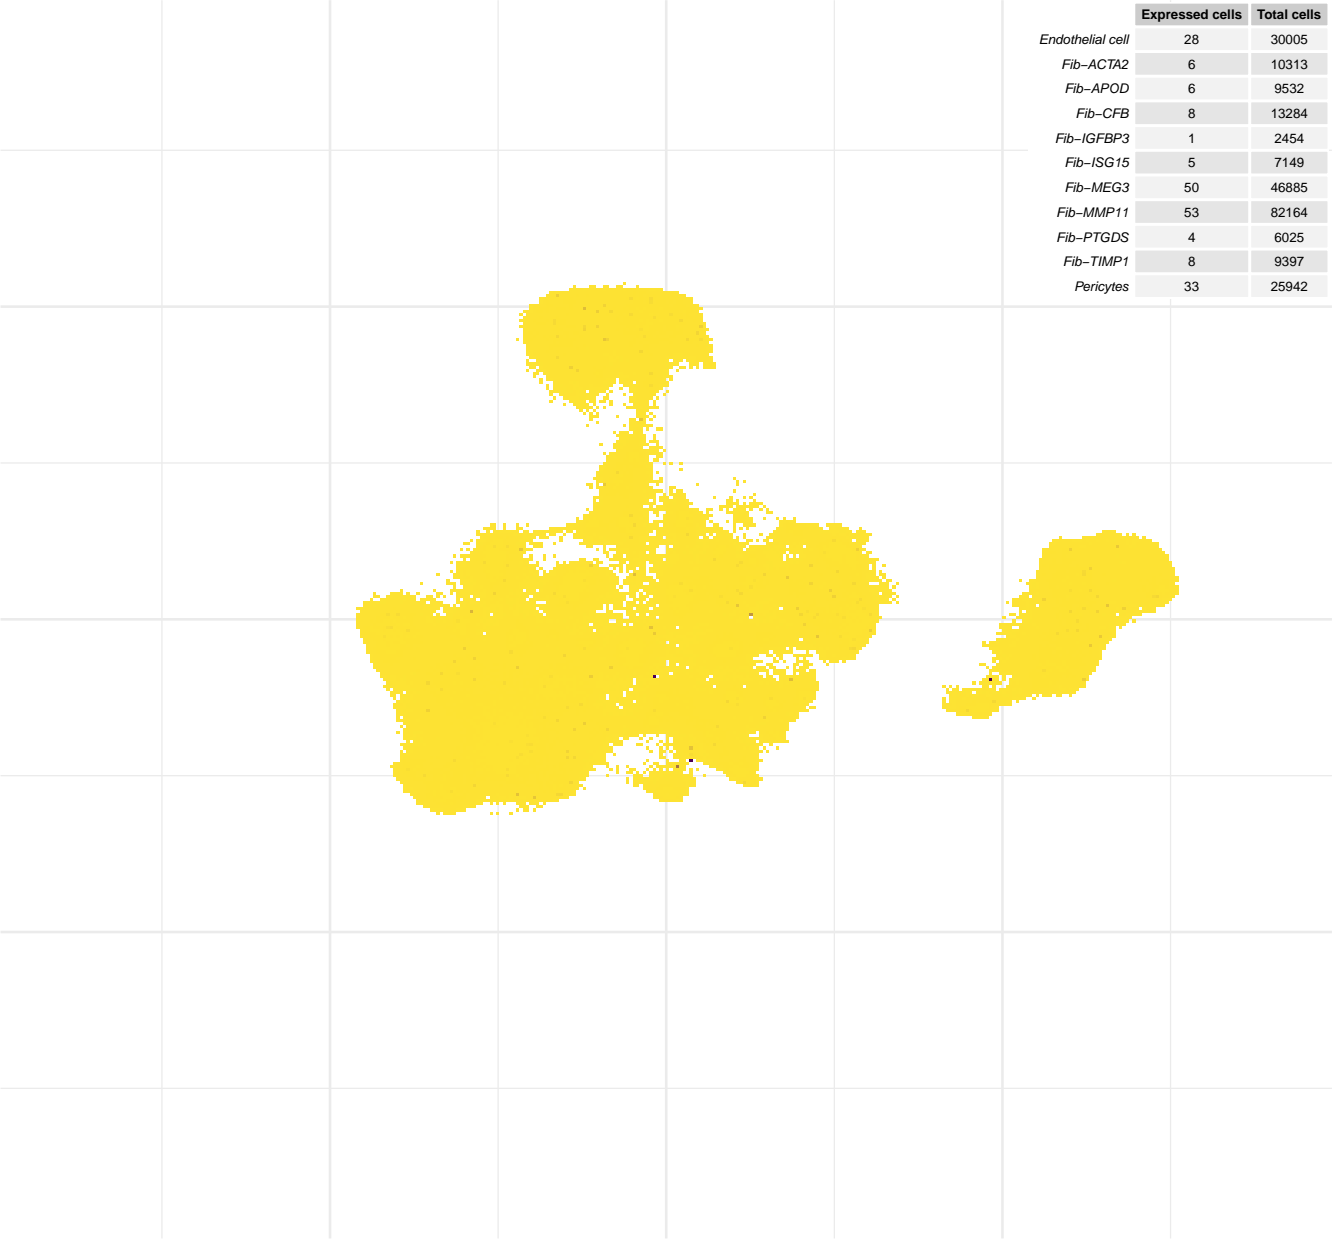 Expressed cells Total cells
Endothelial cell 28 30005
Fib−ACTA2 6 10313
Fib−APOD 6 9532
Fib−CFB 8 13284
Fib−IGFBP3 1 2454
Fib−ISG15 5 7149
Fib−MEG3 50 46885
Fib−MMP11 53 82164
Fib−PTGDS 4 6025
Fib−TIMP1 8 9397
Pericytes 33 25942